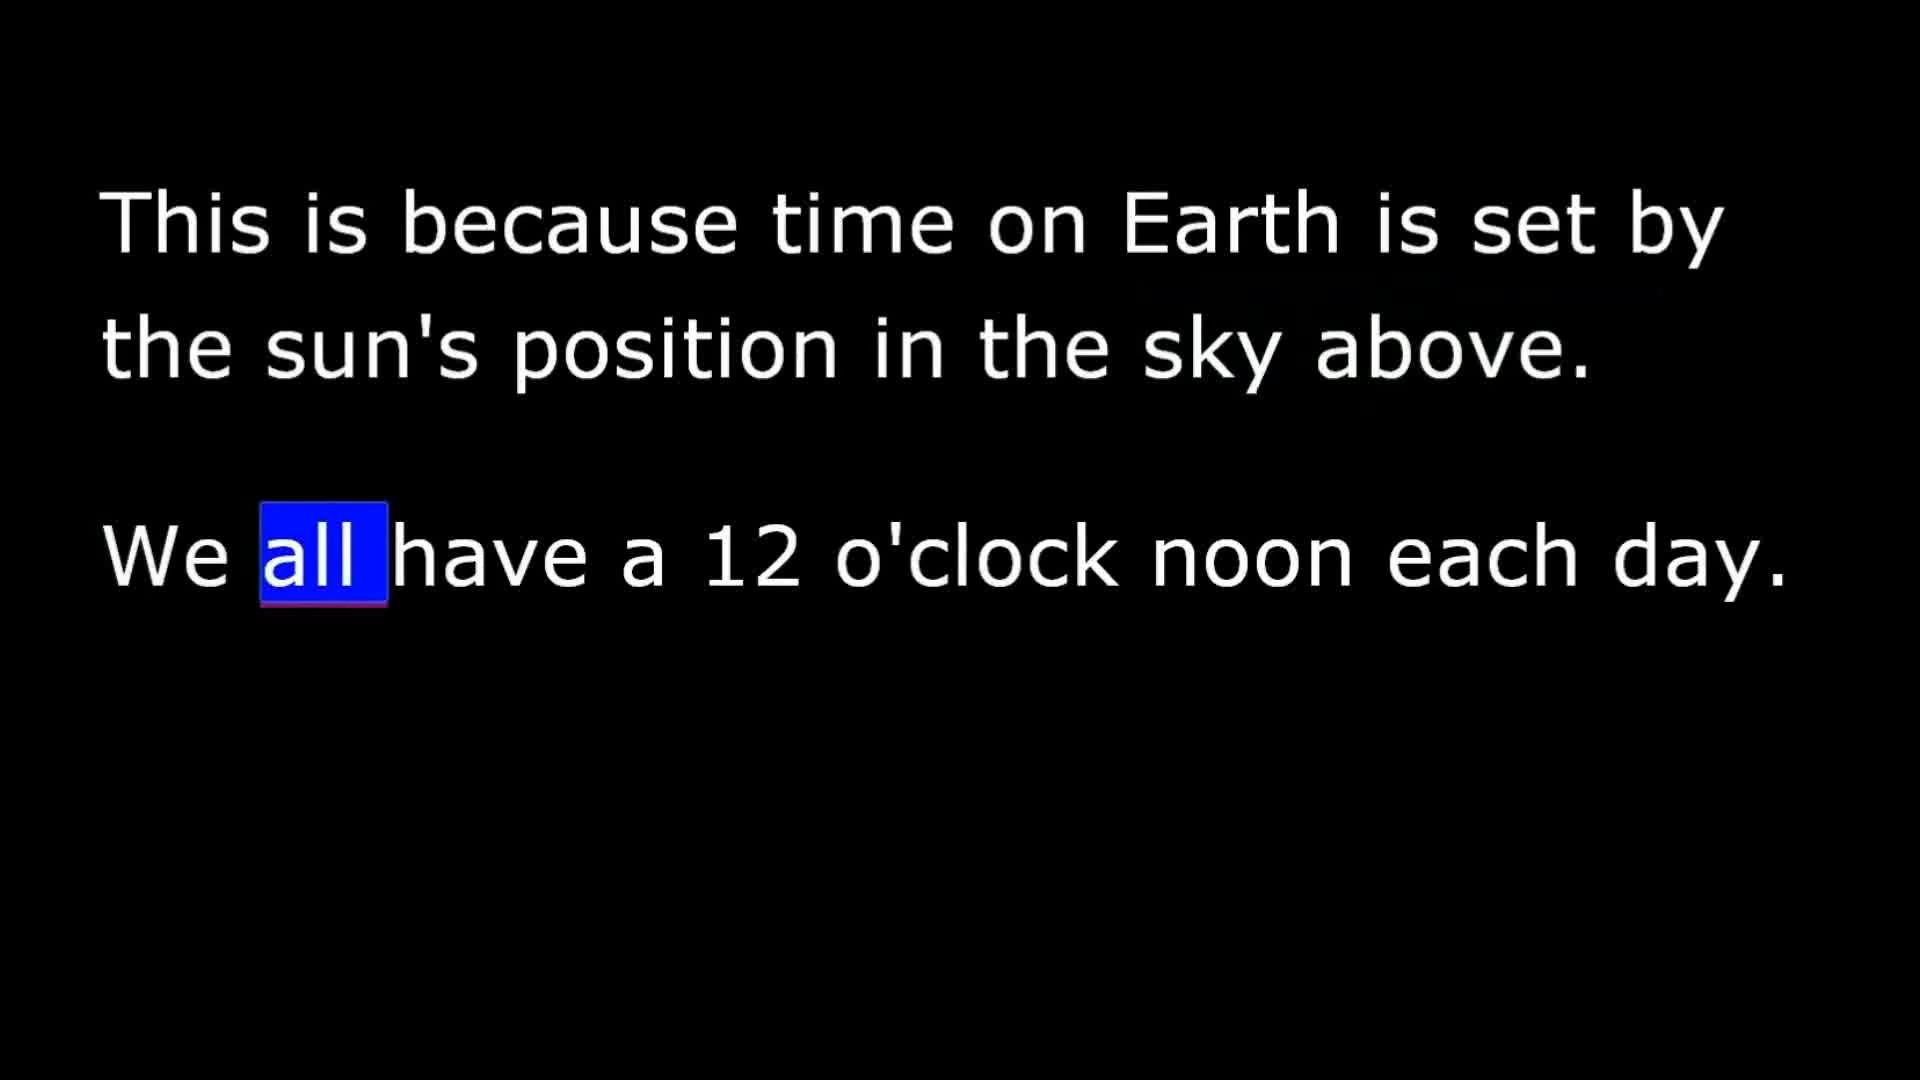 This is because time on Earth is set by
the sun's position in the sky above.
We all have a 12 o'clock noon each day.